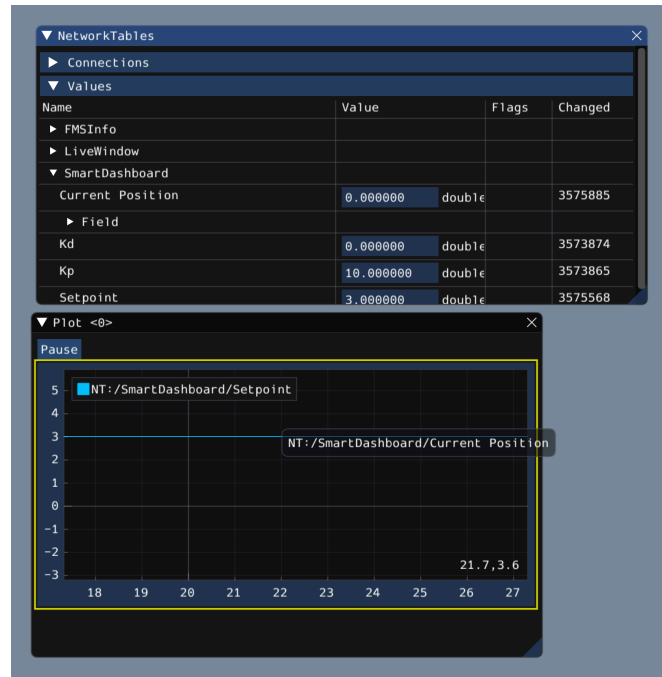 NetworkTables
Connections
Values
Name Value Flags Changed
FMSInfo
LiveWindow
SmartDashboard
Current Position 0.000000 double 3575885
Field
Kd 0.000000 double 3573874
Kp 10.000000 double 3573865
Setpoint 3.000000 double 3575568
Plot <0>
Pause
NT:/SmartDashboard/Setpoint
NT:/SmartDashboard/Current Position
5
4
3
2
1
0
-1
-2
-3
21.7,3.6
18 19 20 21 22 23 24 25 26 27